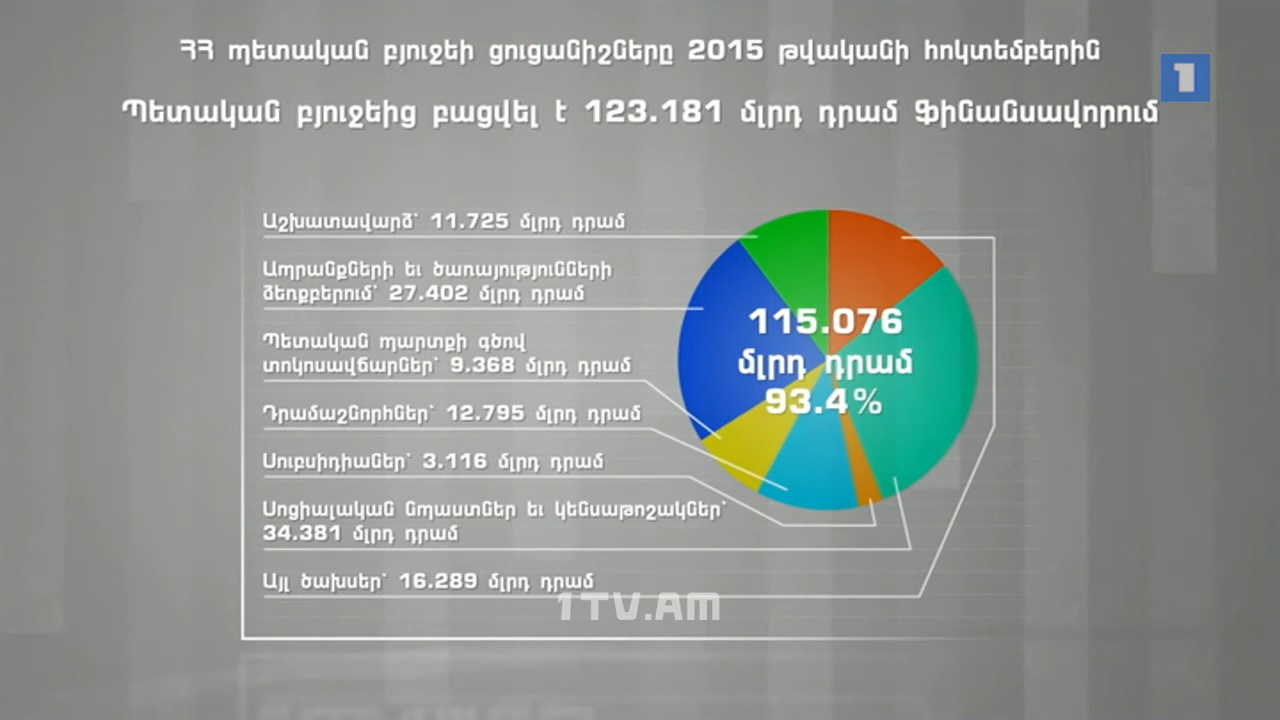 ՀՀ պետական բյուջեի ցուցանիշները 2015 թվականի հոկտեմբերին
1
Պետական բյուջեից բացվել է 123.181 մլրդ դրամ ֆինանսավորում
Աշխատավարձ՝ 11.725 մլրդ դրամ
Ապրանքների եւ ծառայությունների
ձեռքբերում՝ 27.402 մլրդ դրամ
Պետական պարտքի գծով
տոկոսավճարներ՝ 9.368 մլրդ դրամ
Դրամաշնորհներ՝ 12.795 մլրդ դրամ
Սուբսիդիաներ՝ 3.116 մլրդ դրամ
Սոցիալական նպաստներ եւ կենսաթոշակներ՝
34.381 մլրդ դրամ
Այլ ծախսեր՝ 16.289 մլրդ դրամ
115.076
մլրդ դրամ
93.4%
1TV.AM